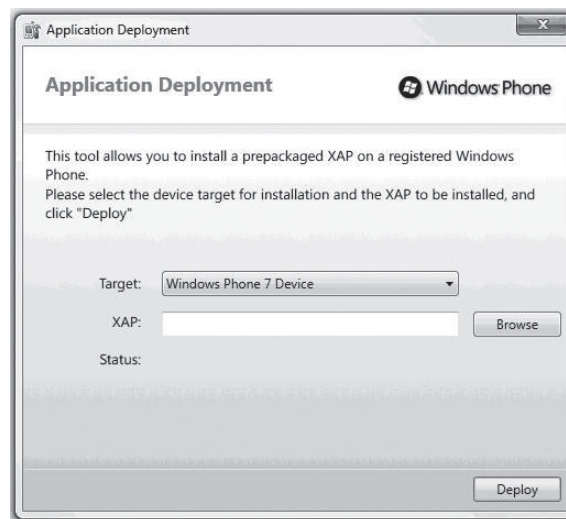 Application Deployment
Application Deployment
Windows Phone
This tool allows you to install a prepackaged XAP on a registered Windows
Phone.
Please select the device target for installation and the XAP to be installed, and
click "Deploy"
Target: Windows Phone 7 Device
XAP: Browse
Status:
Deploy